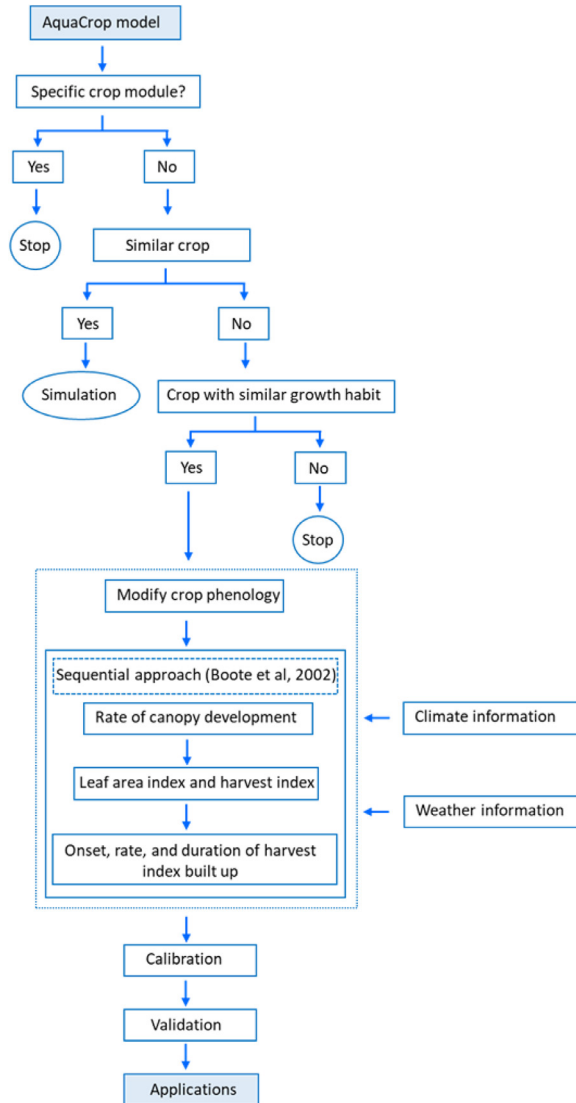 AquaCrop model
Specific crop module?
Yes
No
Stop
Similar crop
Yes
No
Simulation
Crop with similar growth habit
Yes
No
Stop
Modify crop phenology
Sequential approach (Boote et al, 2002)
Rate of canopy development
Climate information
Leaf area index and harvest index
Weather information
Onset, rate, and duration of harvest
index built up
Calibration
Validation
Applications